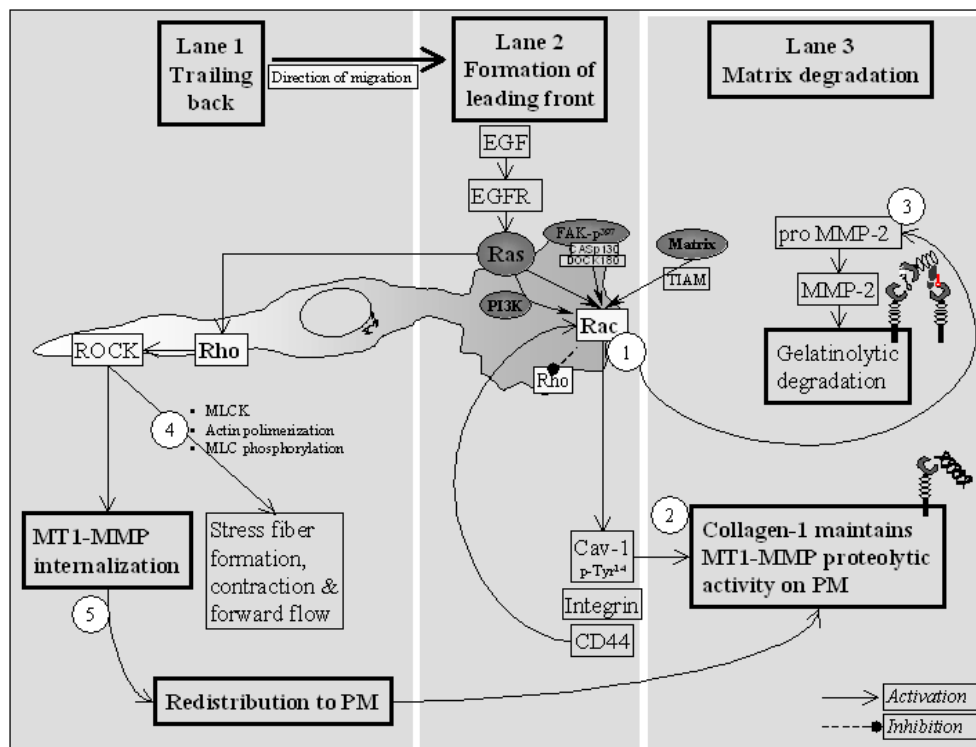 Lane 1
Trailing
back
Direction of migration
Lane 2
Formation of
leading front
Lane 3
Matrix degradation
EGF
EGFR
Ras
FAK-p³⁹⁷
CASp130
DOCK180
PI3K
Matrix
TIAM
Rac
1
Rho
ROCK
Rho
4
▪ MLCK
▪ Actin polimerization
▪ MLC phosphorylation
MT1-MMP
internalization
Stress fiber
formation,
contraction &
forward flow
5
Redistribution to PM
Cav-1
p-Tyr¹⁴
Integrin
CD44
3
pro MMP-2
MMP-2
Gelatinolytic
degradation
2
Collagen-1 maintains
MT1-MMP proteolytic
activity on PM
Activation
Inhibition